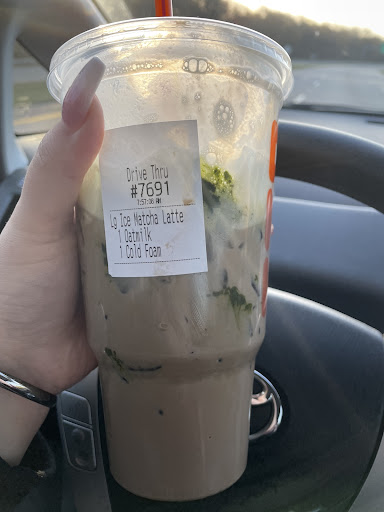 Drive Thru
#7691
Lg Ice Matcha Latte
1 Oatmilk
1 Cold Foam